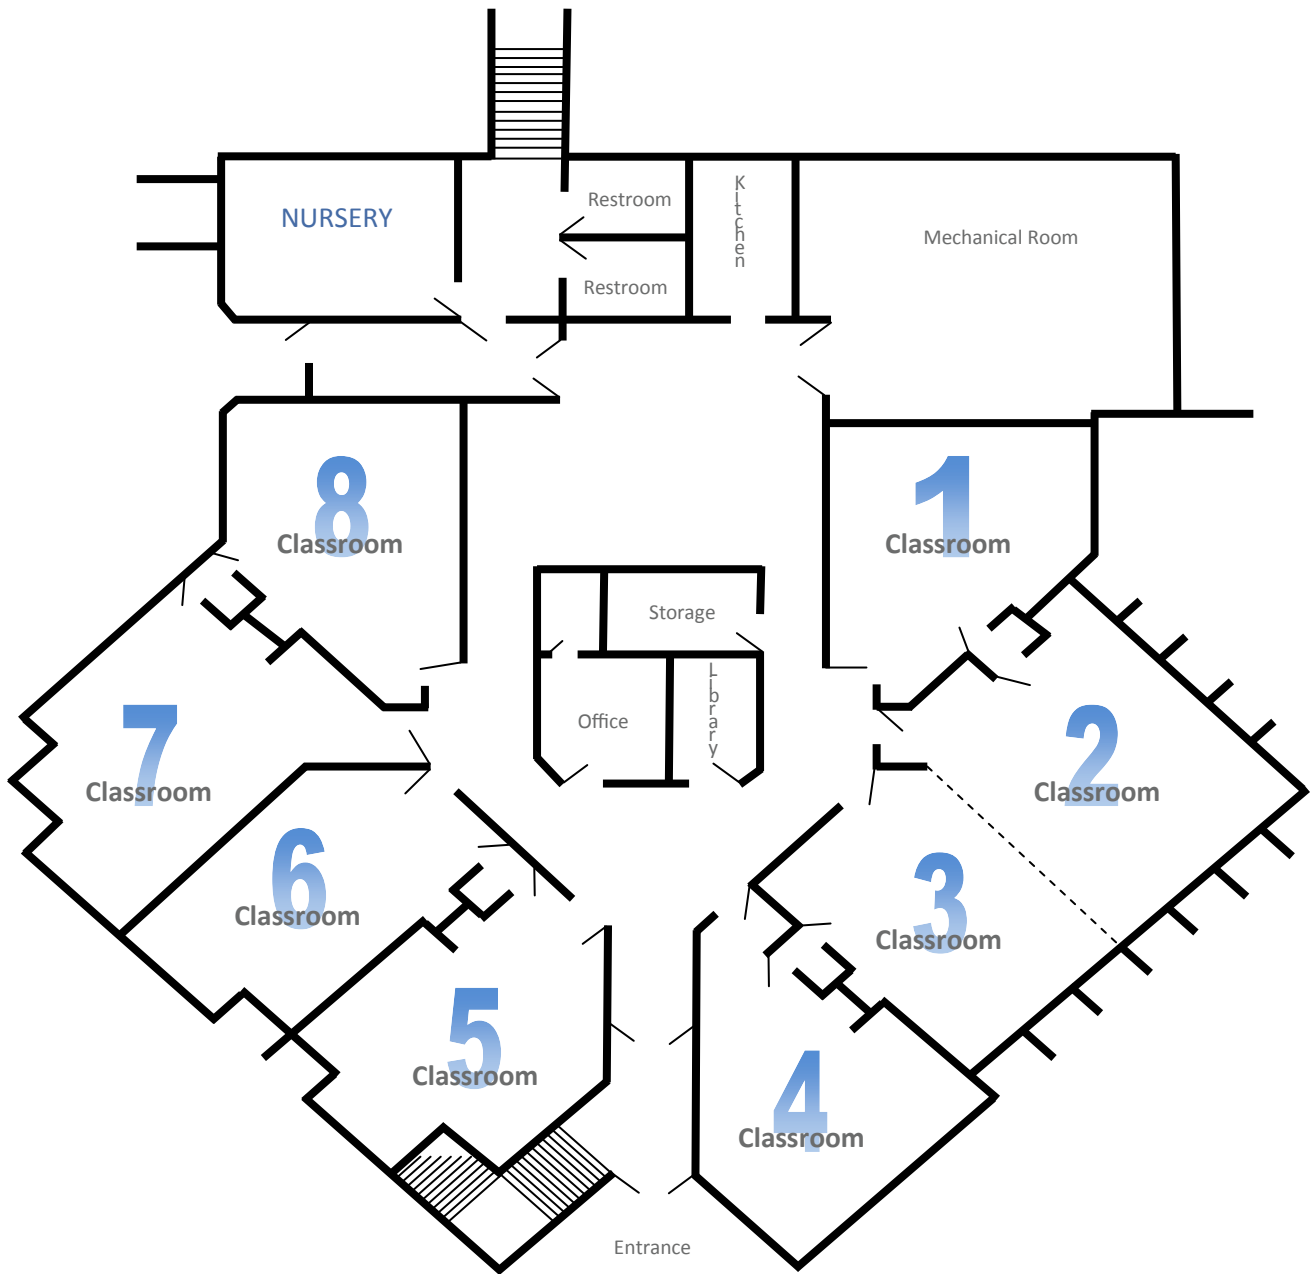 Restroom
Kitchen
NURSERY
Mechanical Room
Restroom
8
Classroom
1
Classroom
Storage
Library
Office
7
Classroom
2
Classroom
6
Classroom
3
Classroom
5
Classroom
4
Classroom
Entrance